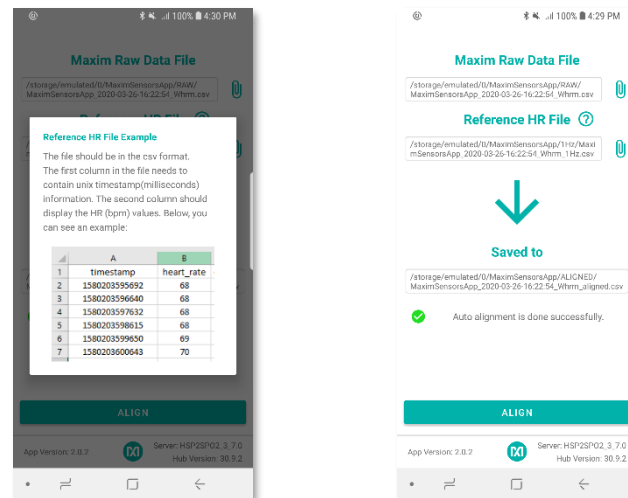 100% 4:30 PM
Maxim Raw Data File
/storage/emulated/0/MaximSensorsApp/RAW/
MaximSensorsApp_2020-03-26-16:22:54_Whrm.csv
Reference HR File Example
The file should be in the csv format.
The first column in the file needs to
contain unix timestamp(milliseconds)
information. The second column should
display the HR (bpm) values. Below, you
can see an example:
A B
1 timestamp heart_rate
2 1580203595692 68
3 1580203596640 68
4 1580203597632 68
5 1580203598615 68
6 1580203599650 69
7 1580203600643 70
ALIGN
App Version: 2.0.2
Server: HSP2SPO2_3_7.0
Hub Version: 30.9.2
100% 4:29 PM
Maxim Raw Data File
/storage/emulated/0/MaximSensorsApp/RAW/
MaximSensorsApp_2020-03-26-16:22:54_Whrm.csv
Reference HR File ?
/storage/emulated/0/MaximSensorsApp/1Hz/Maxi
mSensorsApp_2020-03-26-16:22:54_Whrm_1Hz.csv
Saved to
/storage/emulated/0/MaximSensorsApp/ALIGNED/
MaximSensorsApp_2020-03-26-16:22:54_Whrm_aligned.csv
Auto alignment is done successfully.
ALIGN
App Version: 2.0.2
Server: HSP2SPO2_3_7.0
Hub Version: 30.9.2